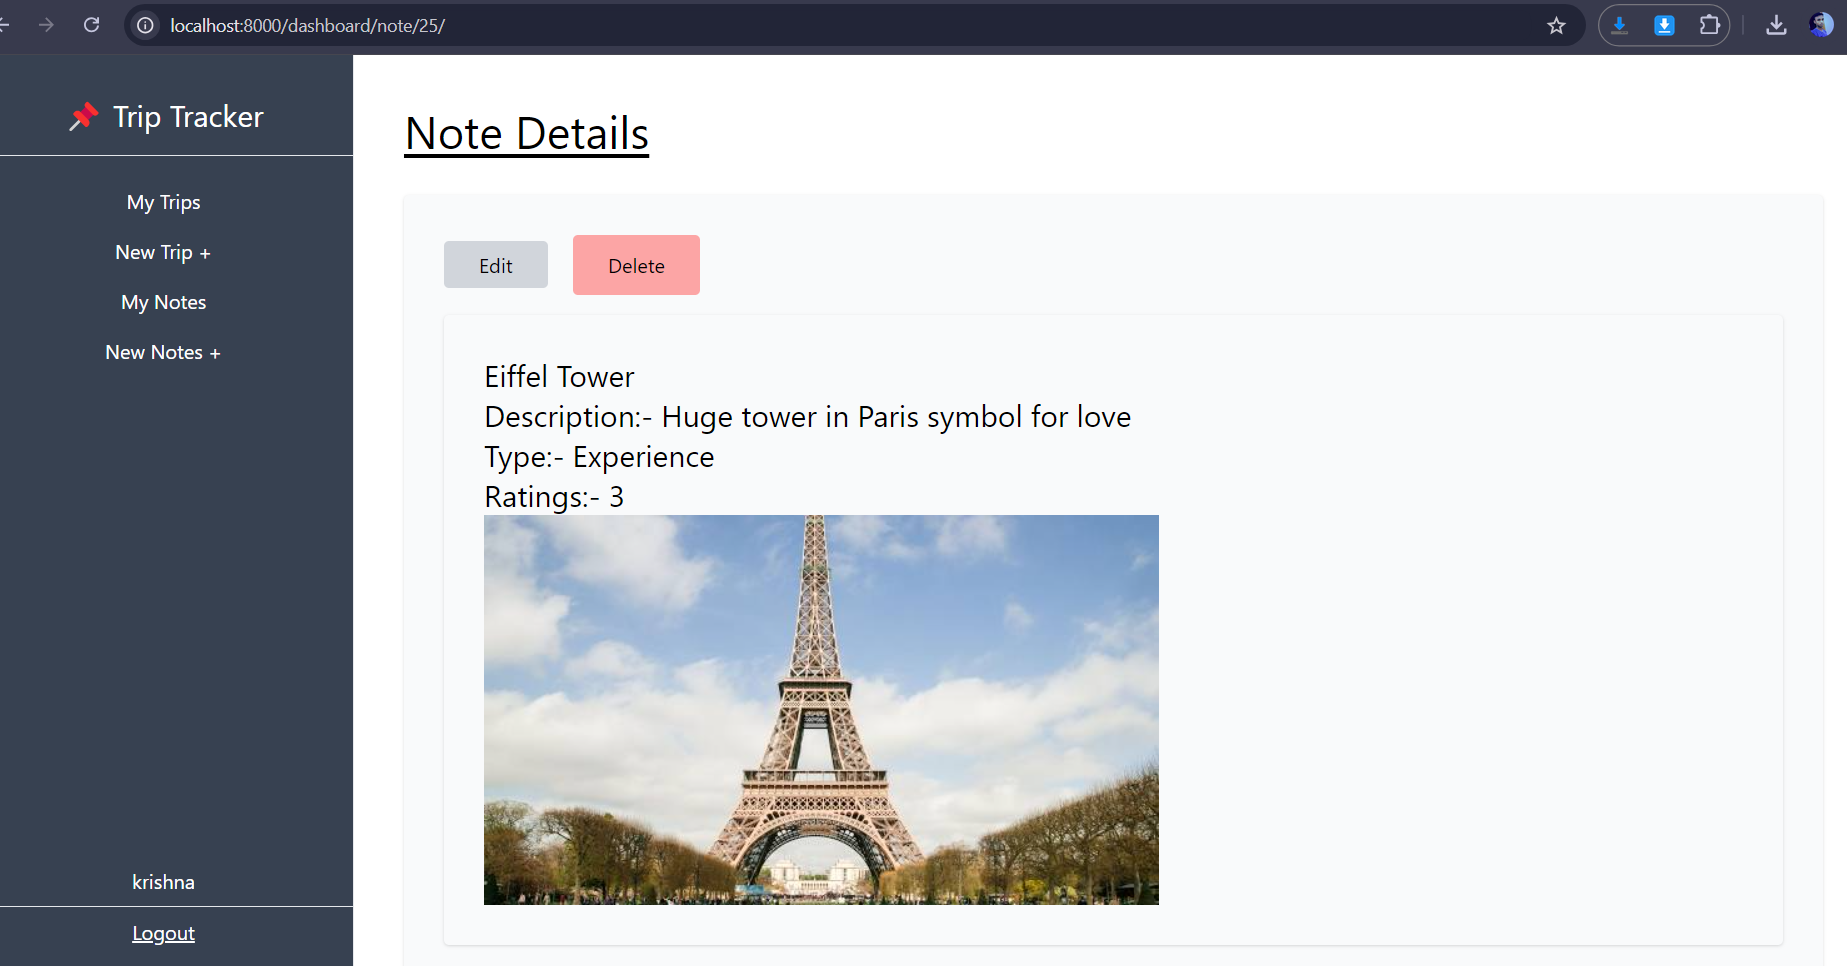 localhost:8000/dashboard/note/25/
Trip Tracker
My Trips
New Trip +
My Notes
New Notes +
krishna
Logout
Note Details
Edit
Delete
Eiffel Tower
Description:- Huge tower in Paris symbol for love
Type:- Experience
Ratings:- 3